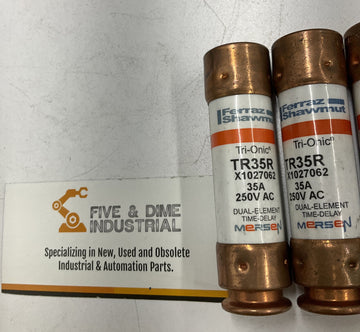 FIVE & DIME
INDUSTRIAL
Specializing in New, Used and Obsolete
Industrial & Automation Parts.
Ferraz
Shawmut
Tri-Onic®
TR35R
X1027062
35A
250V AC
DUAL-ELEMENT
TIME-DELAY
MERSEN
Ferraz
Shawmut
Tri-Onic®
TR35R
X1027062
35A
250V AC
DUAL-ELEMENT
TIME-DELAY
MERSEN